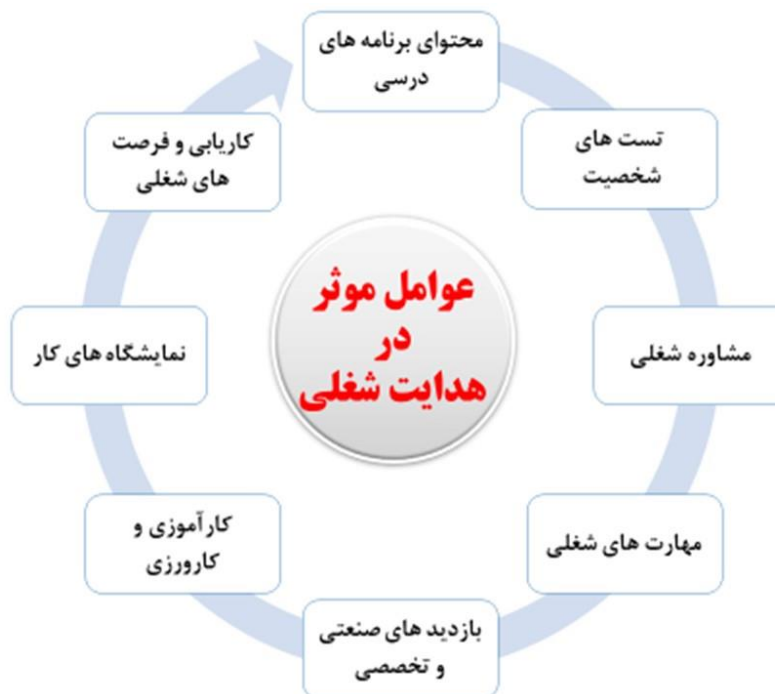 محتوای برنامه های
درسی
تست های
شخصیت
مشاوره شغلی
مهارت های شغلی
بازدید های صنعتی
و تخصصی
کارآموزی و
کارورزی
نمایشگاه های کار
کاریابی و فرصت
های شغلی
عوامل موثر
در
هدایت شغلی